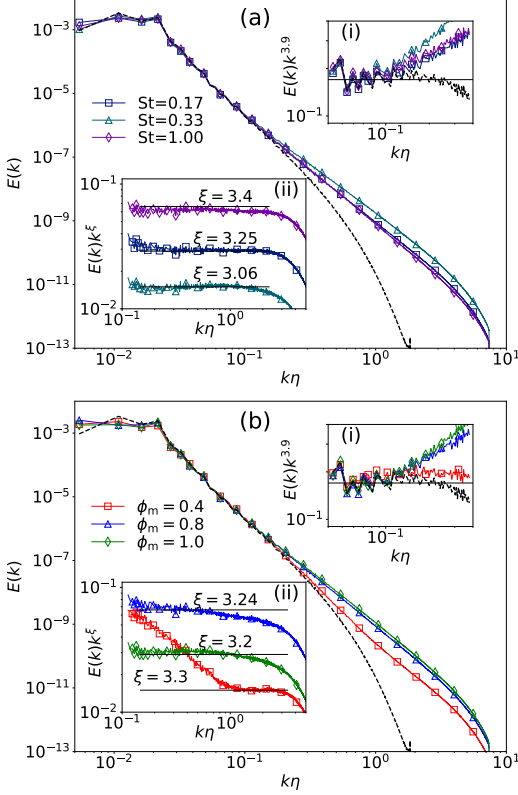 (a)
(i)
E(k)k^3.9
10^−1
10^−1
kη
10^−3
10^−5
10^−7
10^−9
10^−11
10^−13
E(k)
St=0.17
St=0.33
St=1.00
(ii)
10^−1
10^−2
E(k)k^ξ
ξ = 3.4
ξ = 3.25
ξ = 3.06
10^−1
10^0
kη
10^−2
10^−1
10^0
10^1
kη
(b)
(i)
E(k)k^3.9
10^−1
10^−1
kη
10^−3
10^−5
10^−7
10^−9
10^−11
10^−13
E(k)
ϕ_m = 0.4
ϕ_m = 0.8
ϕ_m = 1.0
(ii)
10^−1
10^−2
E(k)k^ξ
ξ = 3.24
ξ = 3.2
ξ = 3.3
10^−1
10^0
kη
10^−2
10^−1
10^0
10^1
kη